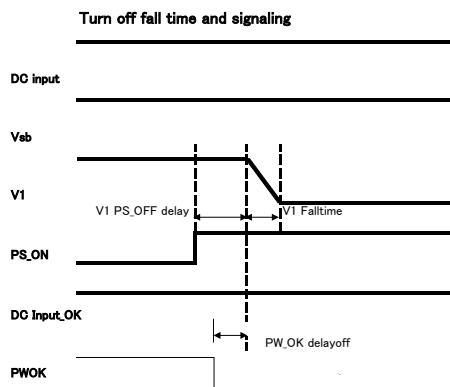 Turn off fall time and signaling
DC input
Vsb
V1
V1 PS_OFF delay
V1 Falltime
PS_ON
DC Input_OK
PW_OK delayoff
PWOK